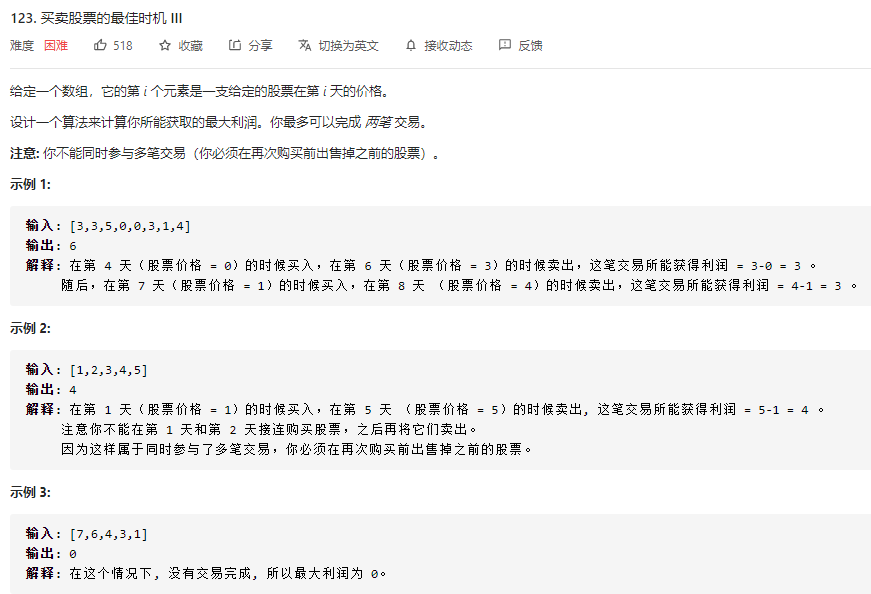 123. 买卖股票的最佳时机 III
难度 困难 518 收藏 分享 切换为英文 接收动态 反馈
给定一个数组，它的第 i 个元素是一支给定的股票在第 i 天的价格。
设计一个算法来计算你所能获取的最大利润。你最多可以完成 两笔 交易。
注意: 你不能同时参与多笔交易（你必须在再次购买前出售掉之前的股票）。
示例 1:
输入: [3,3,5,0,0,3,1,4]
输出: 6
解释: 在第 4 天（股票价格 = 0）的时候买入，在第 6 天（股票价格 = 3）的时候卖出，这笔交易所能获得利润 = 3-0 = 3 。
随后，在第 7 天（股票价格 = 1）的时候买入，在第 8 天 （股票价格 = 4）的时候卖出，这笔交易所能获得利润 = 4-1 = 3 。
示例 2:
输入: [1,2,3,4,5]
输出: 4
解释: 在第 1 天（股票价格 = 1）的时候买入，在第 5 天 （股票价格 = 5）的时候卖出, 这笔交易所能获得利润 = 5-1 = 4 。
注意你不能在第 1 天和第 2 天接连购买股票，之后再将它们卖出。
因为这样属于同时参与了多笔交易，你必须在再次购买前出售掉之前的股票。
示例 3:
输入: [7,6,4,3,1]
输出: 0
解释: 在这个情况下, 没有交易完成, 所以最大利润为 0。